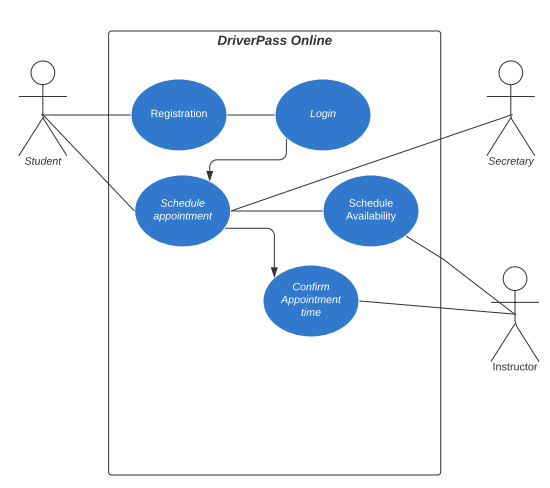 DriverPass Online
Registration
Login
Student
Secretary
Schedule
appointment
Schedule
Availability
Confirm
Appointment
time
Instructor